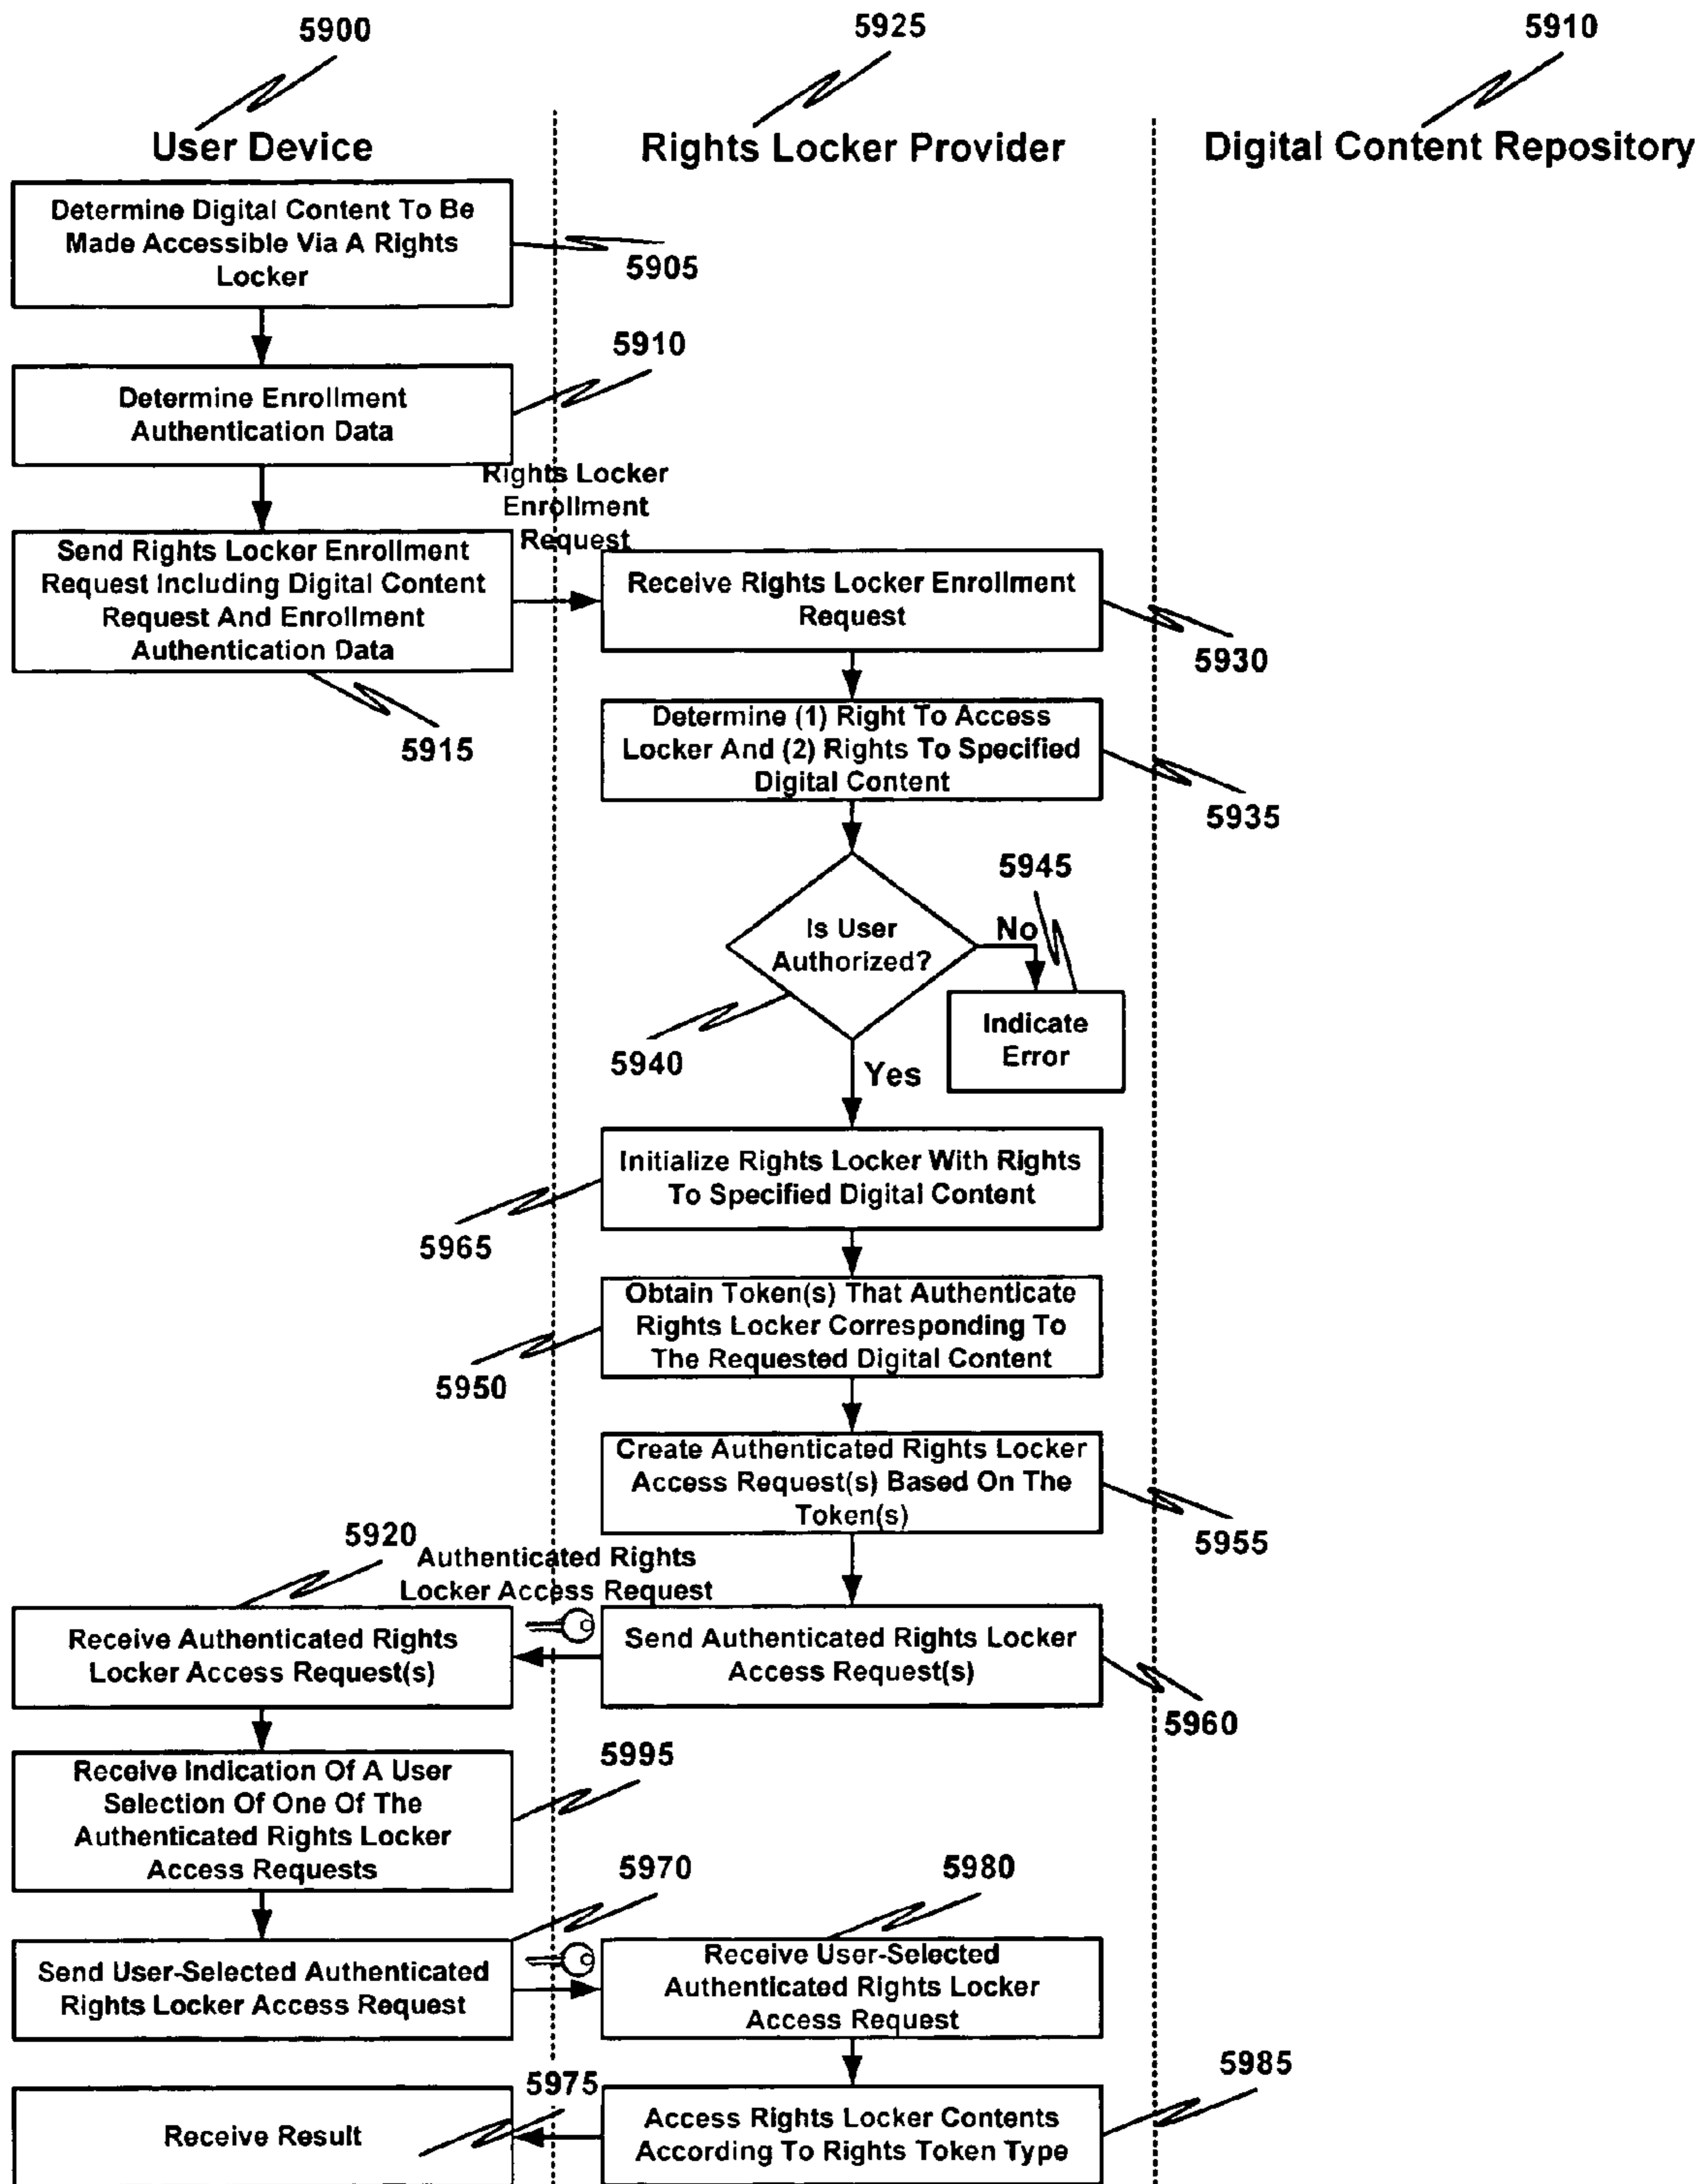 5900
5925
5910
User Device
Rights Locker Provider
Digital Content Repository
Determine Digital Content To Be
Made Accessible Via A Rights
Locker
5905
5910
Determine Enrollment
Authentication Data
Rights Locker
Enrollment
Request
Send Rights Locker Enrollment
Request Including Digital Content
Request And Enrollment
Authentication Data
5915
Receive Rights Locker Enrollment
Request
5930
Determine (1) Right To Access
Locker And (2) Rights To Specified
Digital Content
5935
5945
Is User
Authorized?
No
5940
Indicate
Error
Yes
Initialize Rights Locker With Rights
To Specified Digital Content
5965
Obtain Token(s) That Authenticate
Rights Locker Corresponding To
The Requested Digital Content
5950
Create Authenticated Rights Locker
Access Request(s) Based On The
Token(s)
5955
5920
Authenticated Rights
Locker Access Request
Receive Authenticated Rights
Locker Access Request(s)
Send Authenticated Rights Locker
Access Request(s)
5960
5995
Receive Indication Of A User
Selection Of One Of The
Authenticated Rights Locker
Access Requests
5970
5980
Send User-Selected Authenticated
Rights Locker Access Request
Receive User-Selected
Authenticated Rights Locker
Access Request
5975
5985
Receive Result
Access Rights Locker Contents
According To Rights Token Type